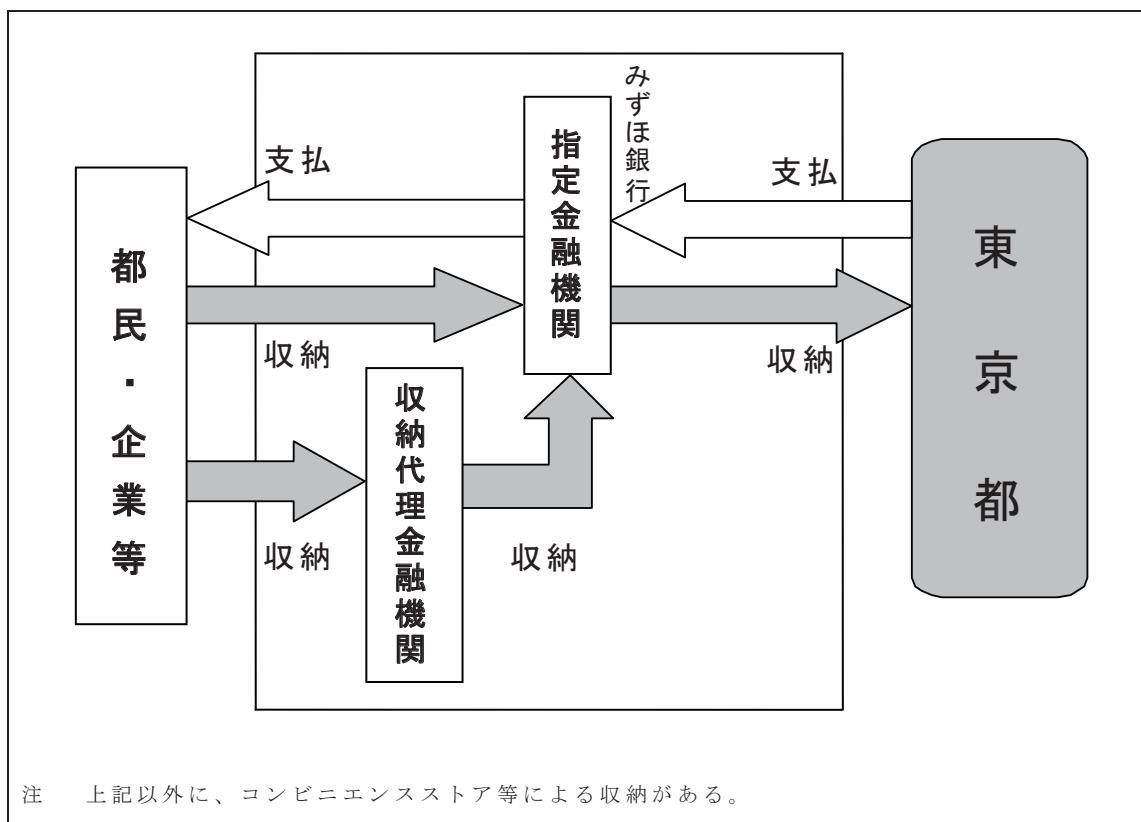 みずほ銀行
指定金融機関
支払
支払
東京都
都民・企業等
収納
収納
収納代理金融機関
収納
収納
注　上記以外に、コンビニエンスストア等による収納がある。